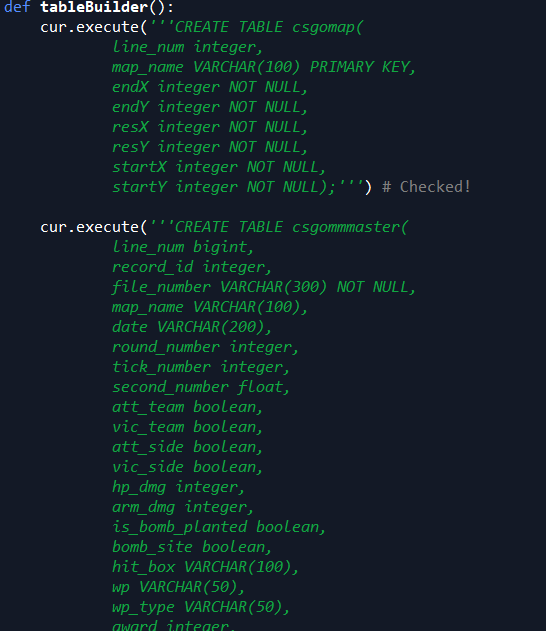 def tableBuilder():
cur.execute('''CREATE TABLE csgomap(
line_num integer,
map_name VARCHAR(100) PRIMARY KEY,
endX integer NOT NULL,
endY integer NOT NULL,
resX integer NOT NULL,
resY integer NOT NULL,
startX integer NOT NULL,
startY integer NOT NULL);''') # Checked!
cur.execute('''CREATE TABLE csgommmaster(
line_num bigint,
record_id integer,
file_number VARCHAR(300) NOT NULL,
map_name VARCHAR(100),
date VARCHAR(200),
round_number integer,
tick_number integer,
second_number float,
att_team boolean,
vic_team boolean,
att_side boolean,
vic_side boolean,
hp_dmg integer,
arm_dmg integer,
is_bomb_planted boolean,
bomb_site boolean,
hit_box VARCHAR(100),
wp VARCHAR(50),
wp_type VARCHAR(50),
award integer,